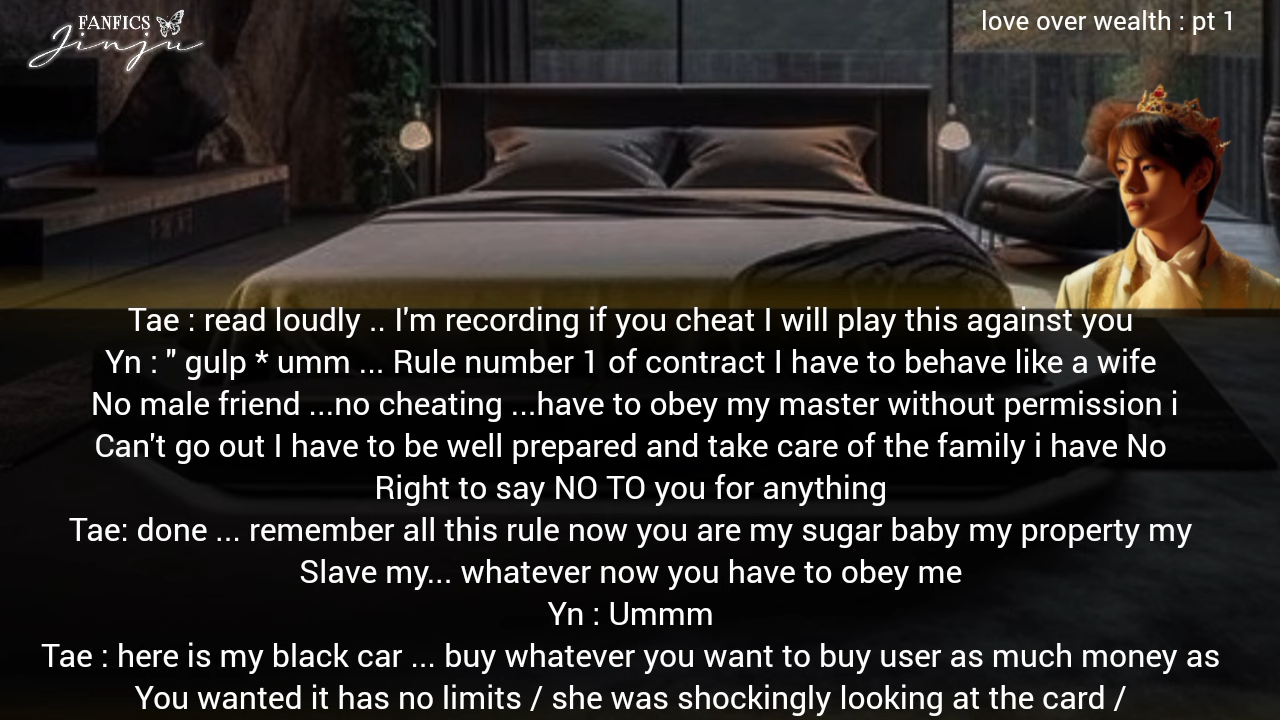 FANFICS
Jinju
love over wealth : pt 1
Tae : read loudly .. I'm recording if you cheat I will play this against you
Yn : " gulp * umm ... Rule number 1 of contract I have to behave like a wife
No male friend ...no cheating ...have to obey my master without permission i
Can't go out I have to be well prepared and take care of the family i have No
Right to say NO TO you for anything
Tae: done ... remember all this rule now you are my sugar baby my property my
Slave my... whatever now you have to obey me
Yn : Ummm
Tae : here is my black car ... buy whatever you want to buy user as much money as
You wanted it has no limits / she was shockingly looking at the card /